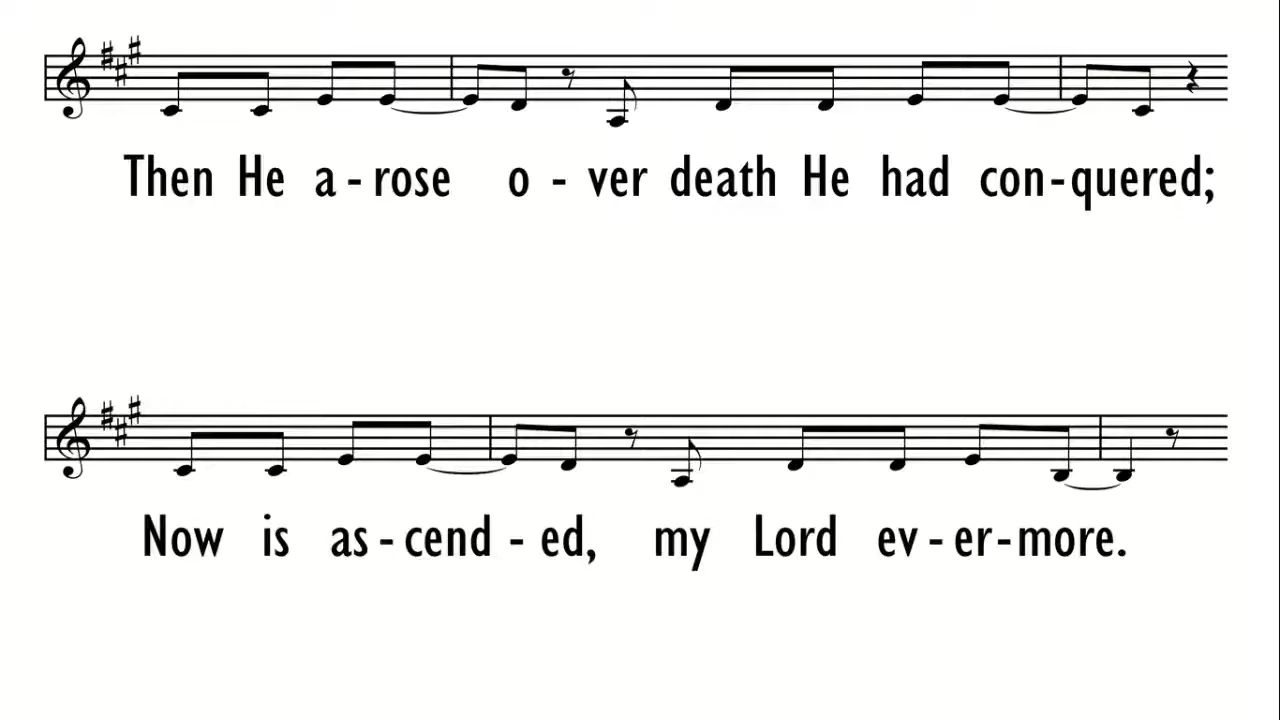 Then He a - rose o - ver death He had con - quered;
Now is as - cend - ed, my Lord ev - er - more.